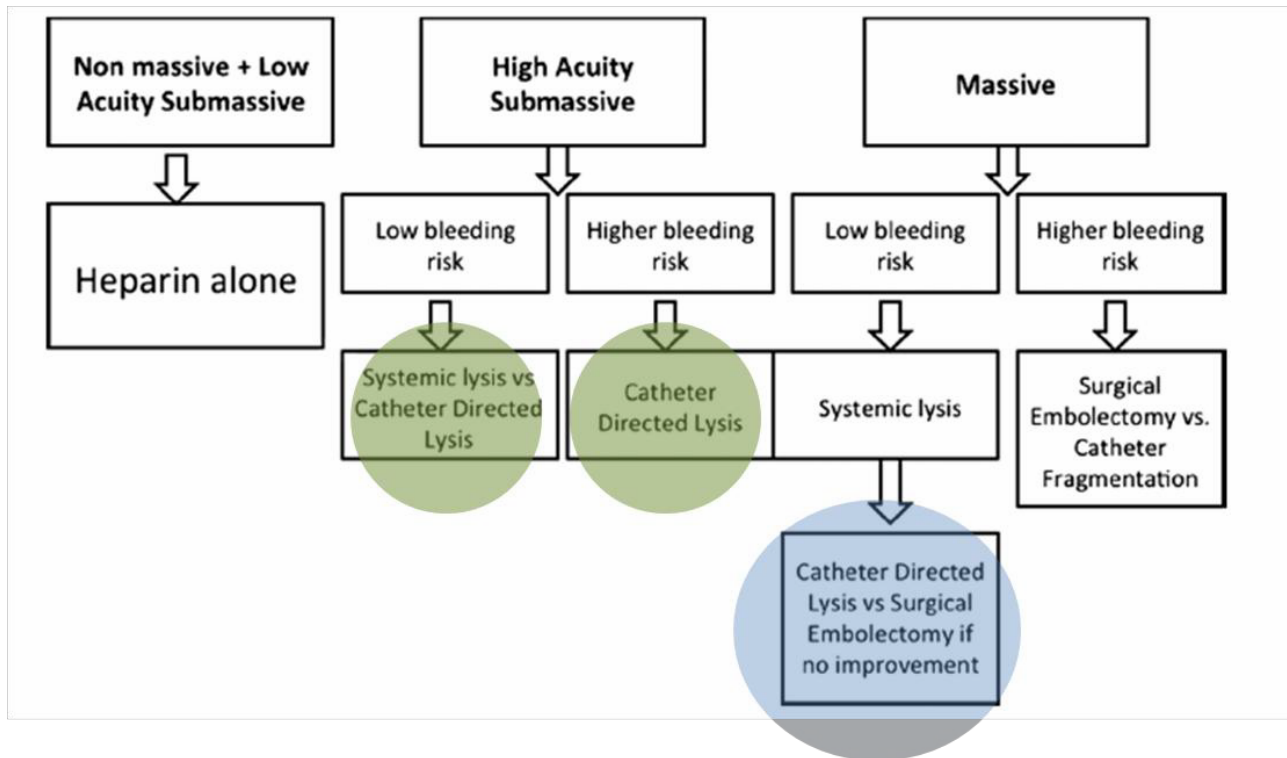 Non massive + Low
Acuity Submassive
High Acuity
Submassive
Massive
Heparin alone
Low bleeding
risk
Higher bleeding
risk
Low bleeding
risk
Higher bleeding
risk
Systemic lysis vs
Catheter Directed
Lysis
Catheter
Directed Lysis
Systemic lysis
Surgical
Embolectomy vs.
Catheter
Fragmentation
Catheter Directed
Lysis vs Surgical
Embolectomy if
no improvement